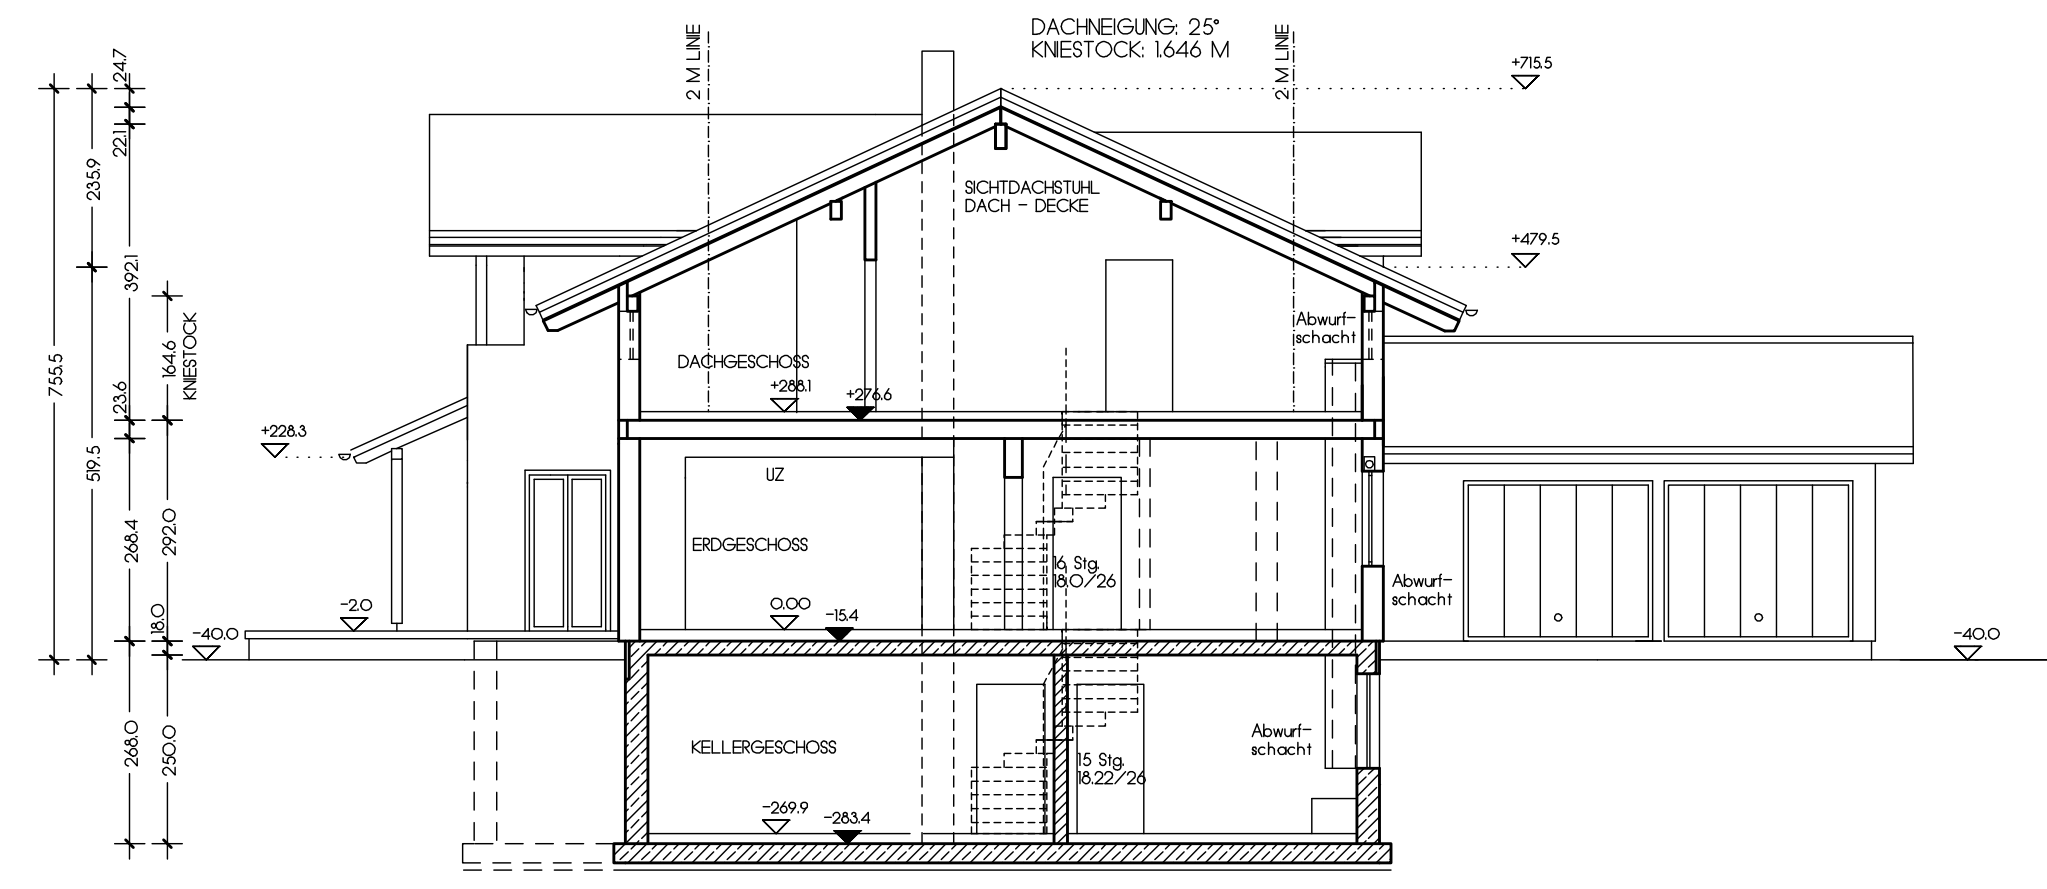 DACHNEIGUNG: 25°
KNIESTOCK: 1.646 M
2 M LINIE
2 M LINIE
+715.5
+479.5
24.7
22.1
235.9
392.1
755.5
519.5
164.6
KNIESTOCK
23.6
268.4
292.0
18.0
268.0
250.0
SICHTDACHSTUHL
DACH - DECKE
Abwurf-
schacht
DACHGESCHOSS
+288.1
+276.6
+228.3
UZ
ERDGESCHOSS
16 Stg.
18.0/26
Abwurf-
schacht
0.00
-15.4
-2.0
-40.0
-40.0
KELLERGESCHOSS
15 Stg.
18.22/26
Abwurf-
schacht
-269.9
-283.4